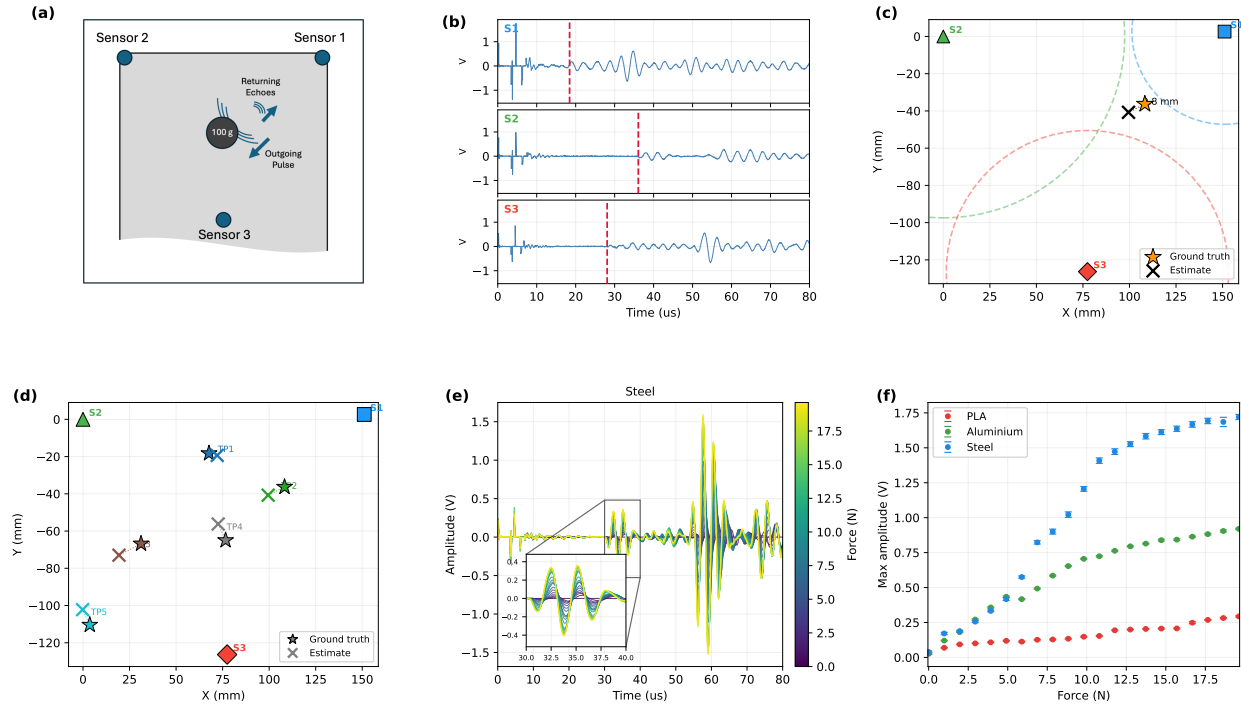 (a)
Sensor 2
Sensor 1
Returning
Echoes
100 g
Outgoing
Pulse
Sensor 3
(b)
S1
1
0
−1
V
S2
1
0
−1
V
S3
1
0
−1
V
0 10 20 30 40 50 60 70 80
Time (us)
(c)
S2
S1
8 mm
S3
Ground truth
Estimate
0
−20
−40
−60
−80
−100
−120
Y (mm)
0 25 50 75 100 125 150
X (mm)
(d)
S2
S1
TP1
TP4
TP5
S3
Ground truth
Estimate
0
−20
−40
−60
−80
−100
−120
Y (mm)
0 25 50 75 100 125 150
X (mm)
(e)
Steel
1.5
1.0
0.5
0.0
−0.5
−1.0
−1.5
Amplitude (V)
0.4
0.2
0.0
−0.2
−0.4
30.0 32.5 35.0 37.5 40.0
0 10 20 30 40 50 60 70 80
Time (us)
17.5
15.0
12.5
10.0
7.5
5.0
2.5
0.0
Force (N)
(f)
PLA
Aluminium
Steel
1.75
1.50
1.25
1.00
0.75
0.50
0.25
0.00
Max amplitude (V)
0.0 2.5 5.0 7.5 10.0 12.5 15.0 17.5
Force (N)